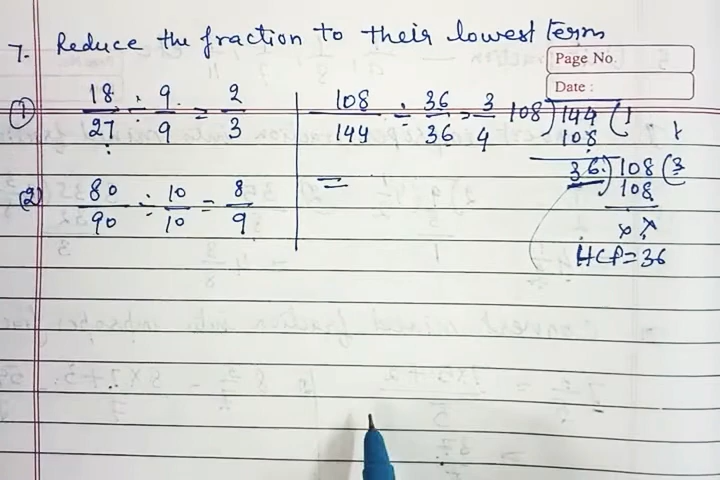 7. Reduce the fraction to their lowest term
Page No.
Date :
(1) 18/27 ÷ 9/9 = 2/3
108/144 ÷ 36/36 = 3/4
108)144(1
108
36)108(3
108
××
HCF=36
(2) 80/90 ÷ 10/10 = 8/9